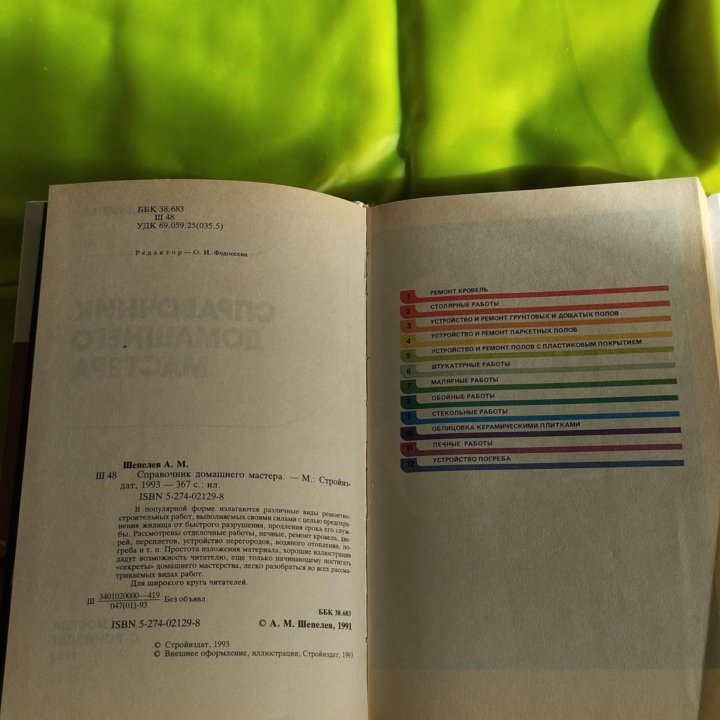 ББК 38.683
Ш 48
УДК 69.059.25(035.5)
Редактор — О. И. Федосеева
Шепелев А. М.
Ш 48 Справочник домашнего мастера. — М.: Стройиз-
дат, 1993 — 367 с.: ил.
ISBN 5-274-02129-8
В популярной форме излагаются различные виды ремонтно-
строительных работ, выполняемых своими силами с целью предохра-
нения жилища от быстрого разрушения, продления срока его служ-
бы. Рассмотрены отделочные работы, печные, ремонт кровель, две-
рей, переплетов, устройство перегородок, водяного отопления, по-
греба и т. п. Простота изложения материала, хорошие иллюстрации
дадут возможность читателю, еще только начинающему постигать
«секреты» домашнего мастерства, легко разобраться во всех рассма-
триваемых видах работ.
Для широкого круга читателей.
Ш 3401020000—419
047(01)-93 Без объявл.
ББК 38.683
ISBN 5-274-02129-8 © А. М. Шепелев, 1991
© Стройиздат, 1993
© Внешнее оформление, иллюстрации, Стройиздат, 1993
1 РЕМОНТ КРОВЕЛЬ
2 СТОЛЯРНЫЕ РАБОТЫ
3 УСТРОЙСТВО И РЕМОНТ ГРУНТОВЫХ И ДОЩАТЫХ ПОЛОВ
4 УСТРОЙСТВО И РЕМОНТ ПАРКЕТНЫХ ПОЛОВ
5 УСТРОЙСТВО И РЕМОНТ ПОЛОВ С ПЛАСТИКОВЫМ ПОКРЫТИЕМ
6 ШТУКАТУРНЫЕ РАБОТЫ
7 МАЛЯРНЫЕ РАБОТЫ
8 ОБОЙНЫЕ РАБОТЫ
9 СТЕКОЛЬНЫЕ РАБОТЫ
10 ОБЛИЦОВКА КЕРАМИЧЕСКИМИ ПЛИТКАМИ
11 ПЕЧНЫЕ РАБОТЫ
12 УСТРОЙСТВО ПОГРЕБА